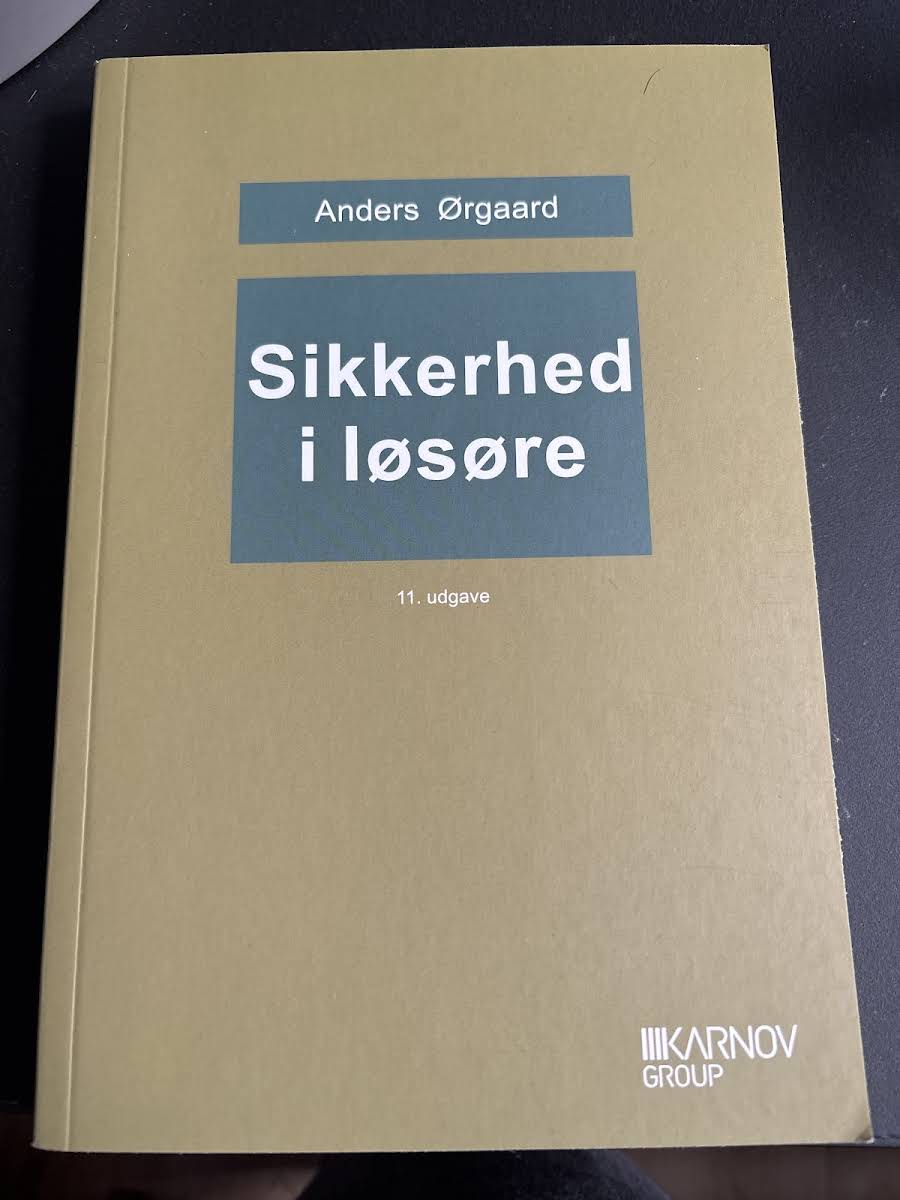 Anders Ørgaard
Sikkerhed
i løsøre
11. udgave
KARNOV
GROUP